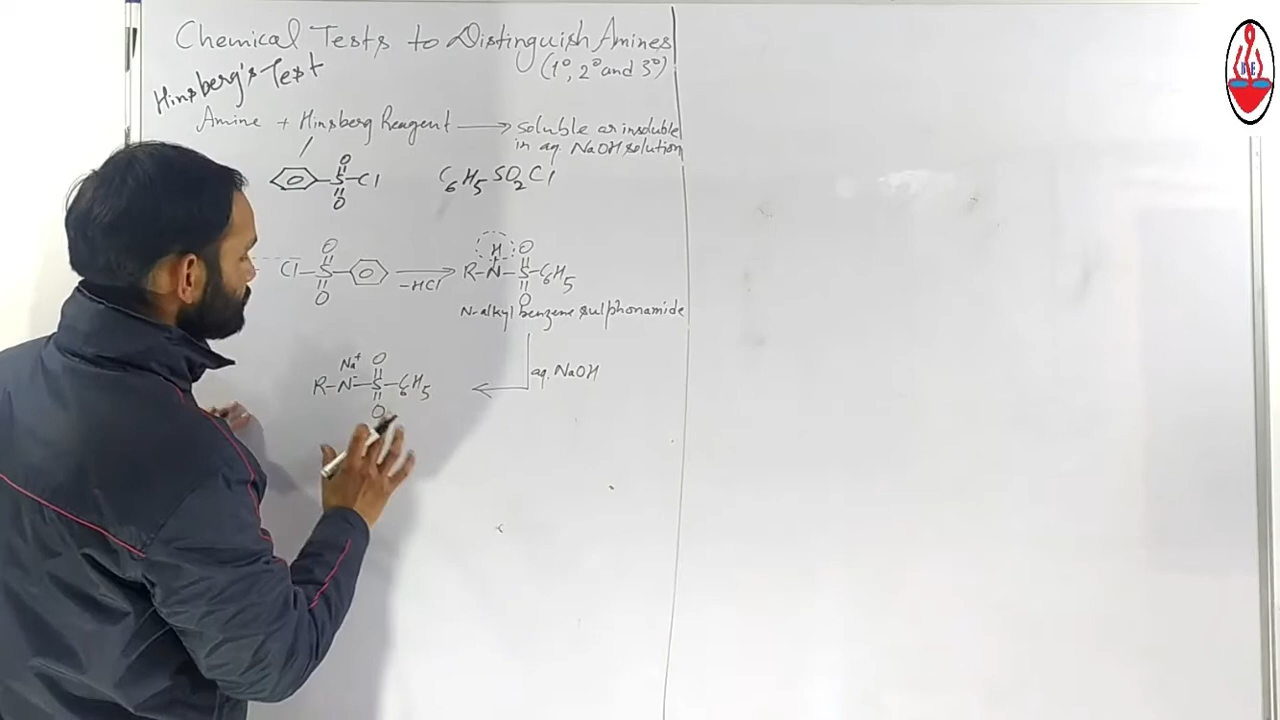 Chemical Tests to Distinguish Amines
(1°, 2° and 3°)
Hinsberg's Test
Amine + Hinsberg Reagent → soluble or insoluble
in aq. NaOH solution
O
S-Cl
O
C6H5SO2Cl
O
Cl-S
O
-HCl
H O
R-N-S-C6H5
O
N-alkyl benzene sulphonamide
aq. NaOH
Na+ O
R-N--S-C6H5
O